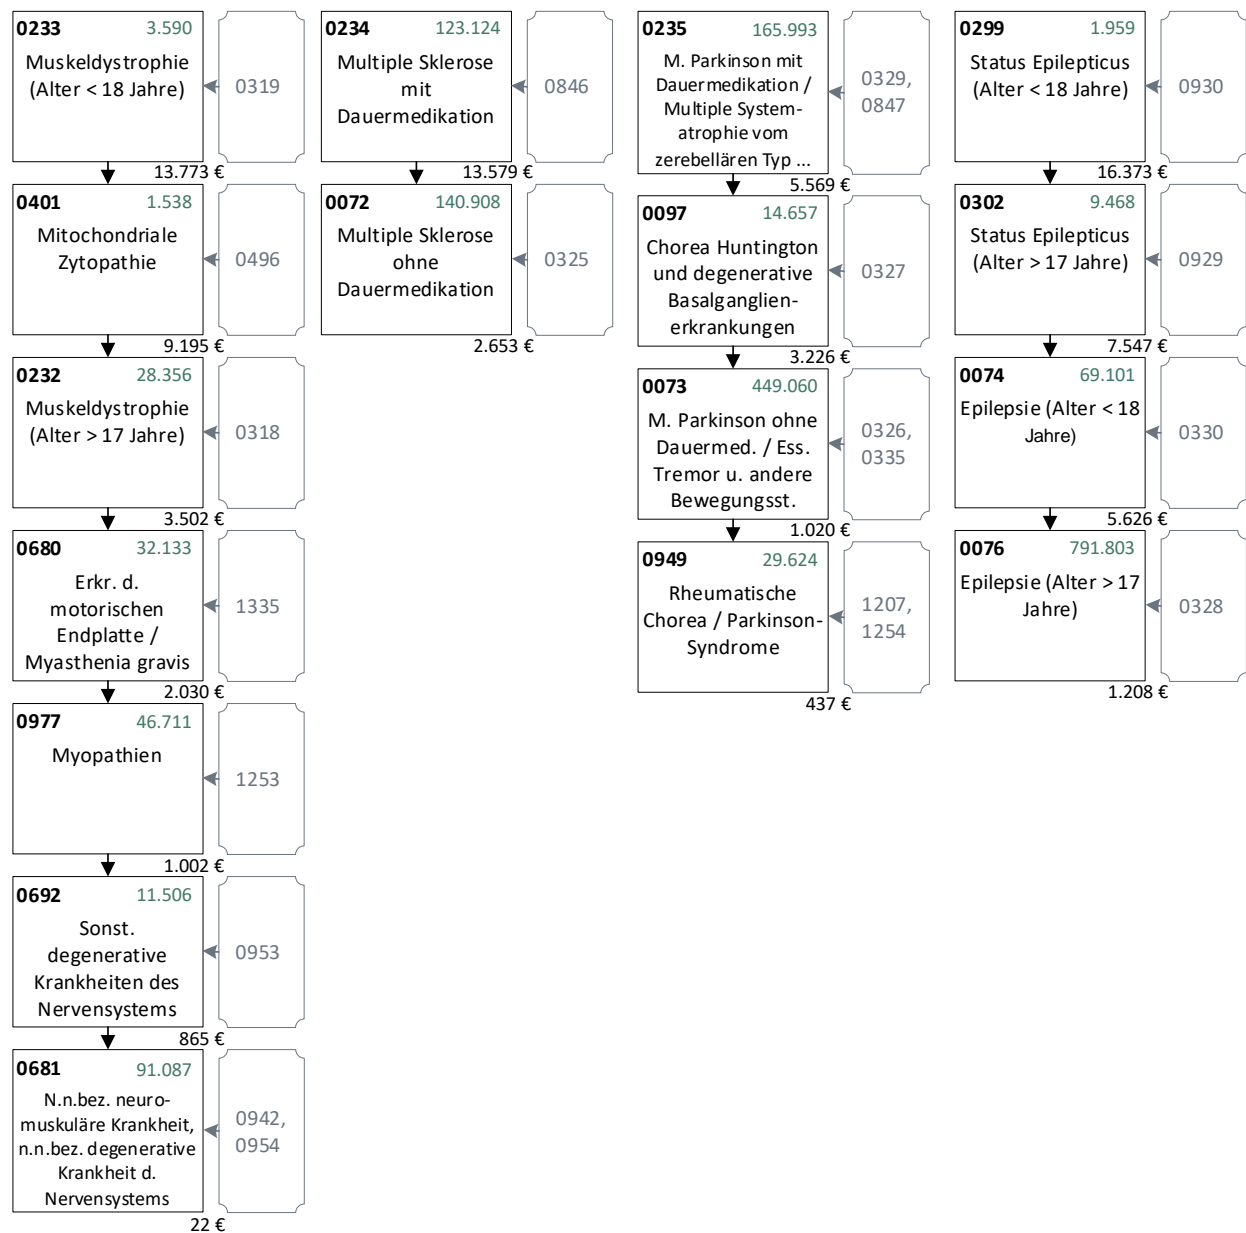 0233 3.590
Muskeldystrophie
(Alter < 18 Jahre)
0319
13.773 €
0401 1.538
Mitochondriale
Zytopathie
0496
9.195 €
0232 28.356
Muskeldystrophie
(Alter > 17 Jahre)
0318
3.502 €
0680 32.133
Erkr. d.
motorischen
Endplatte /
Myasthenia gravis
1335
2.030 €
0977 46.711
Myopathien
1253
1.002 €
0692 11.506
Sonst.
degenerative
Krankheiten des
Nervensystems
0953
865 €
0681 91.087
N.n.bez. neuro-
muskuläre Krankheit,
n.n.bez. degenerative
Krankheit d.
Nervensystems
0942,
0954
22 €
0234 123.124
Multiple Sklerose
mit
Dauermedikation
0846
13.579 €
0072 140.908
Multiple Sklerose
ohne
Dauermedikation
0325
2.653 €
0235 165.993
M. Parkinson mit
Dauermedikation /
Multiple System-
atrophie vom
zerebellären Typ ...
0329,
0847
5.569 €
0097 14.657
Chorea Huntington
und degenerative
Basalganglien-
erkrankungen
0327
3.226 €
0073 449.060
M. Parkinson ohne
Dauermed. / Ess.
Tremor u. andere
Bewegungsst.
0326,
0335
1.020 €
0949 29.624
Rheumatische
Chorea / Parkinson-
Syndrome
1207,
1254
437 €
0299 1.959
Status Epilepticus
(Alter < 18 Jahre)
0930
16.373 €
0302 9.468
Status Epilepticus
(Alter > 17 Jahre)
0929
7.547 €
0074 69.101
Epilepsie (Alter < 18
Jahre)
0330
5.626 €
0076 791.803
Epilepsie (Alter > 17
Jahre)
0328
1.208 €